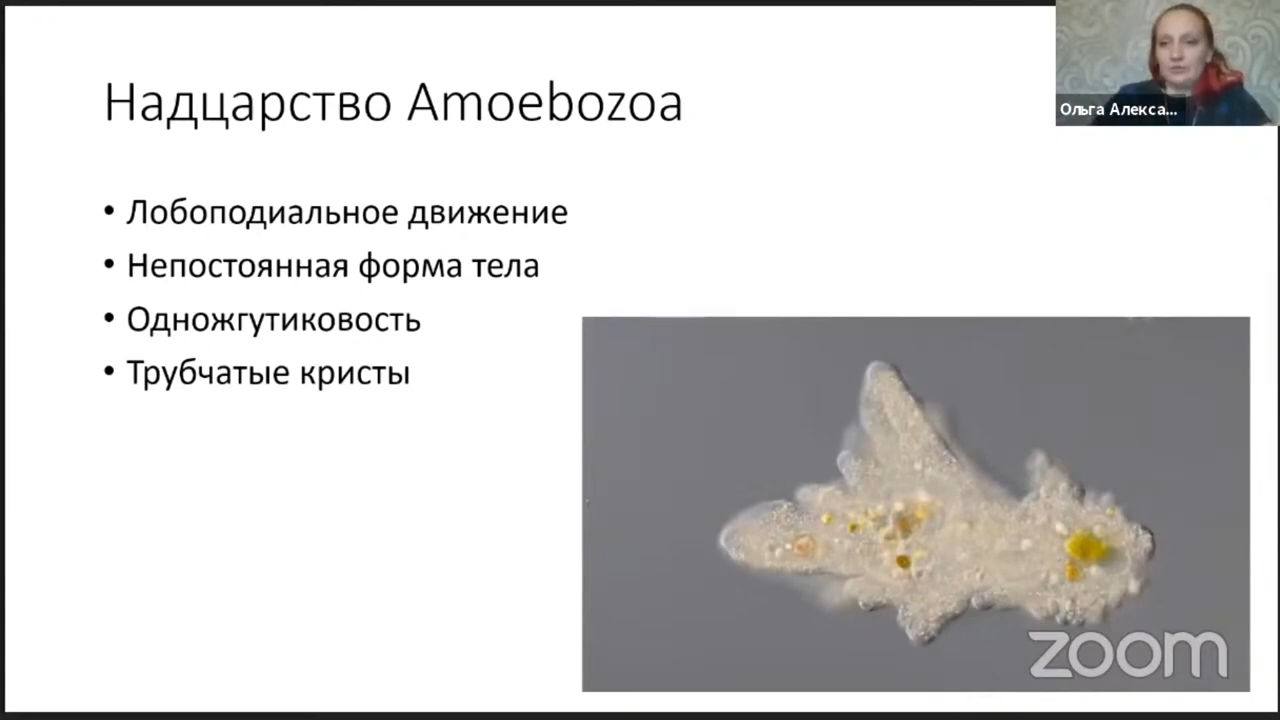 Надцарство Amoebozoa
Ольга Алекса...
• Лобоподиальное движение
• Непостоянная форма тела
• Одножгутиковость
• Трубчатые кристы
zoom